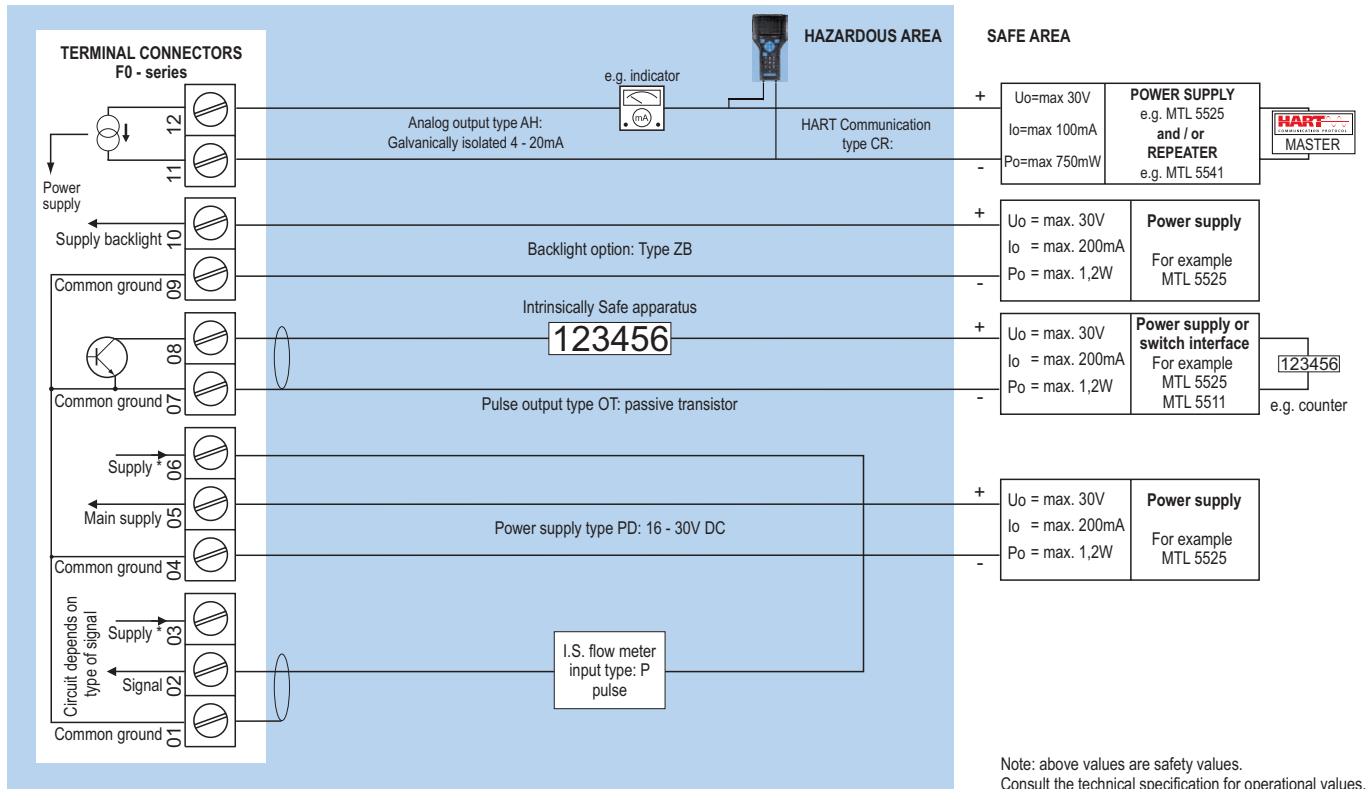 TERMINAL CONNECTORS
F0 - series
HAZARDOUS AREA
SAFE AREA
12
11
Power
supply
e.g. indicator
(mA)
Analog output type AH:
Galvanically isolated 4 - 20mA
HART Communication
type CR:
+
-
Uo=max 30V
Io=max 100mA
Po=max 750mW
POWER SUPPLY
e.g. MTL 5525
and / or
REPEATER
e.g. MTL 5541
HART
COMMUNICATION PROTOCOL
MASTER
Supply backlight
10
Common ground
09
Backlight option: Type ZB
+
-
Uo = max. 30V
Io = max. 200mA
Po = max. 1,2W
Power supply
For example
MTL 5525
08
Common ground
07
Intrinsically Safe apparatus
123456
Pulse output type OT: passive transistor
+
-
Uo = max. 30V
Io = max. 200mA
Po = max. 1,2W
Power supply or
switch interface
For example
MTL 5525
MTL 5511
123456
e.g. counter
Supply *
06
Main supply
05
Common ground
04
Power supply type PD: 16 - 30V DC
+
-
Uo = max. 30V
Io = max. 200mA
Po = max. 1,2W
Power supply
For example
MTL 5525
Circuit depends on
type of signal
Supply *
03
Signal
02
Common ground
01
I.S. flow meter
input type: P
pulse
Note: above values are safety values.
Consult the technical specification for operational values.